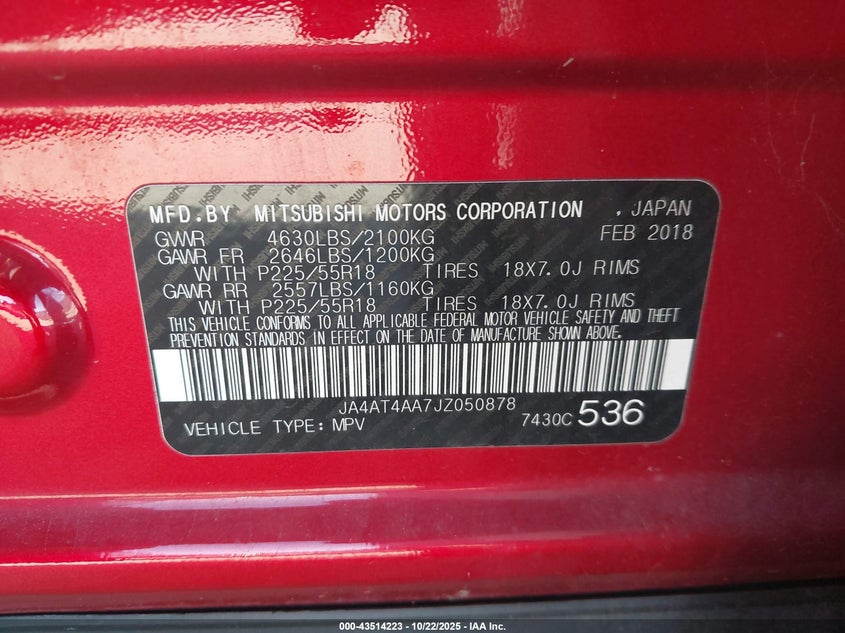 MFD.BY MITSUBISHI MOTORS CORPORATION , JAPAN
GVWR 4630LBS/2100KG FEB 2018
GAWR FR 2646LBS/1200KG
WITH P225/55R18 TIRES 18X7.0J RIMS
GAWR RR 2557LBS/1160KG
WITH P225/55R18 TIRES 18X7.0J RIMS
THIS VEHICLE CONFORMS TO ALL APPLICABLE FEDERAL MOTOR VEHICLE SAFETY AND THEFT
PREVENTION STANDARDS IN EFFECT ON THE DATE OF MANUFACTURE SHOWN ABOVE.
JA4AT4AA7JZ050878
VEHICLE TYPE: MPV 7430C 536
000-43514223 - 10/22/2025 - IAA Inc.